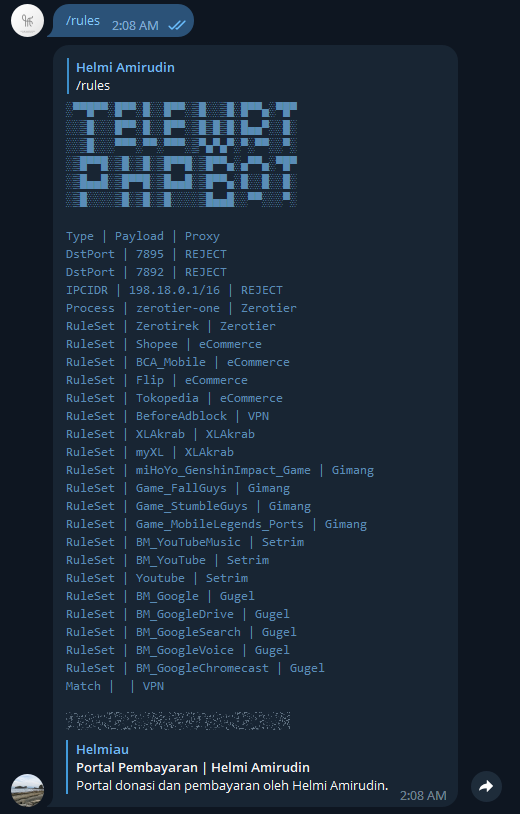 /rules
2:08 AM
Helmi Amirudin
/rules
Type | Payload | Proxy
DstPort | 7895 | REJECT
DstPort | 7892 | REJECT
IPCIDR | 198.18.0.1/16 | REJECT
Process | zerotier-one | Zerotier
RuleSet | Zerotirek | Zerotier
RuleSet | Shopee | eCommerce
RuleSet | BCA_Mobile | eCommerce
RuleSet | Flip | eCommerce
RuleSet | Tokopedia | eCommerce
RuleSet | BeforeAdblock | VPN
RuleSet | XLAkrab | XLAkrab
RuleSet | myXL | XLAkrab
RuleSet | miHoYo_GenshinImpact_Game | Gimang
RuleSet | Game_FallGuys | Gimang
RuleSet | Game_StumbleGuys | Gimang
RuleSet | Game_MobileLegends_Ports | Gimang
RuleSet | BM_YouTubeMusic | Setrim
RuleSet | BM_YouTube | Setrim
RuleSet | Youtube | Setrim
RuleSet | BM_Google | Gugel
RuleSet | BM_GoogleDrive | Gugel
RuleSet | BM_GoogleSearch | Gugel
RuleSet | BM_GoogleVoice | Gugel
RuleSet | BM_GoogleChromecast | Gugel
Match |  | VPN
Helmiau
Portal Pembayaran | Helmi Amirudin
Portal donasi dan pembayaran oleh Helmi Amirudin.
2:08 AM